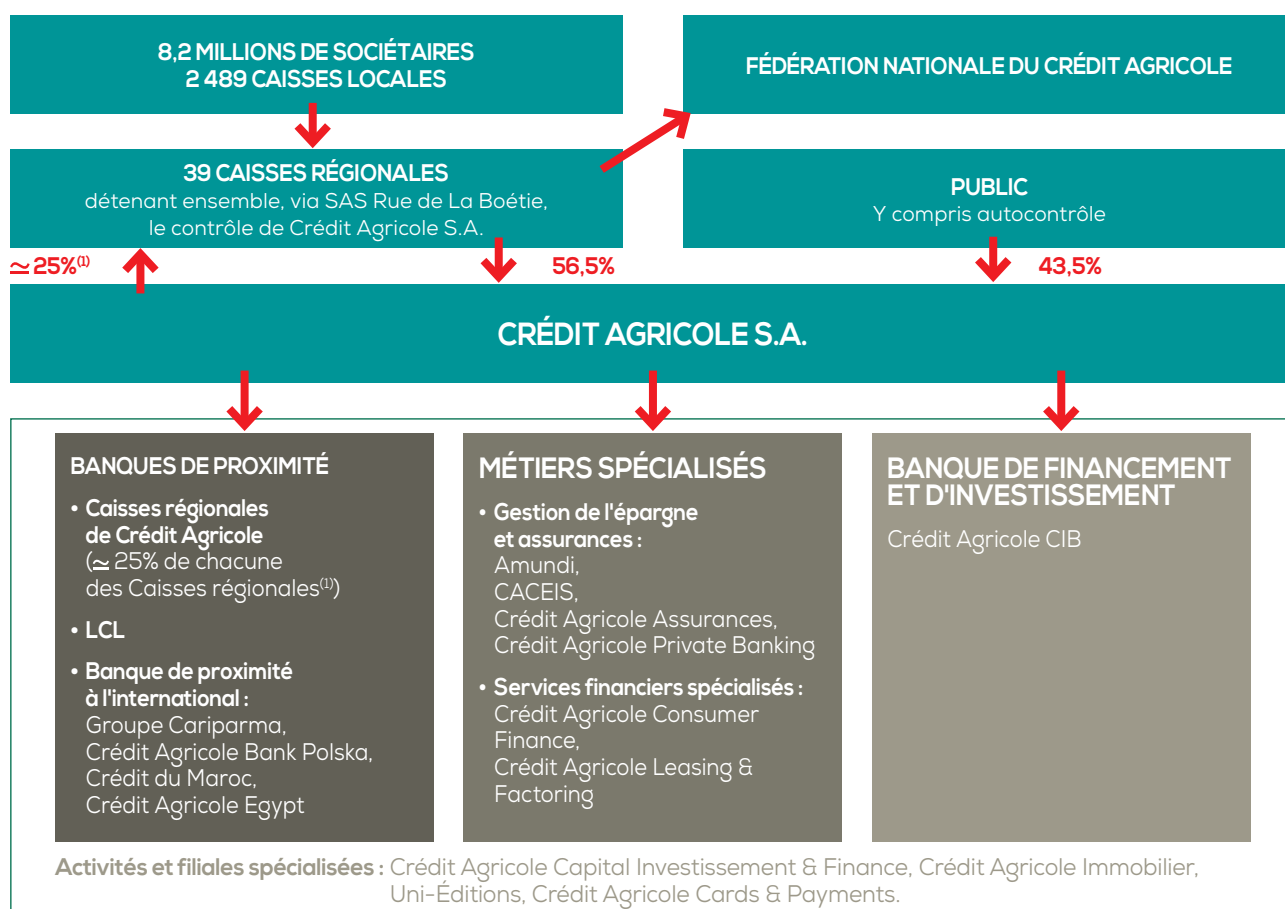 8,2 MILLIONS DE SOCIÉTAIRES
2 489 CAISSES LOCALES
FÉDÉRATION NATIONALE DU CRÉDIT AGRICOLE
39 CAISSES RÉGIONALES
détenant ensemble, via SAS Rue de La Boétie,
le contrôle de Crédit Agricole S.A.
PUBLIC
Y compris autocontrôle
≃ 25%(1)
56,5%
43,5%
CRÉDIT AGRICOLE S.A.
BANQUES DE PROXIMITÉ
• Caisses régionales
de Crédit Agricole
(≃ 25% de chacune
des Caisses régionales(1))
• LCL
• Banque de proximité
à l'international :
Groupe Cariparma,
Crédit Agricole Bank Polska,
Crédit du Maroc,
Crédit Agricole Egypt
MÉTIERS SPÉCIALISÉS
• Gestion de l'épargne
et assurances :
Amundi,
CACEIS,
Crédit Agricole Assurances,
Crédit Agricole Private Banking
• Services financiers spécialisés :
Crédit Agricole Consumer
Finance,
Crédit Agricole Leasing &
Factoring
BANQUE DE FINANCEMENT
ET D'INVESTISSEMENT
Crédit Agricole CIB
Activités et filiales spécialisées : Crédit Agricole Capital Investissement & Finance, Crédit Agricole Immobilier,
Uni-Éditions, Crédit Agricole Cards & Payments.